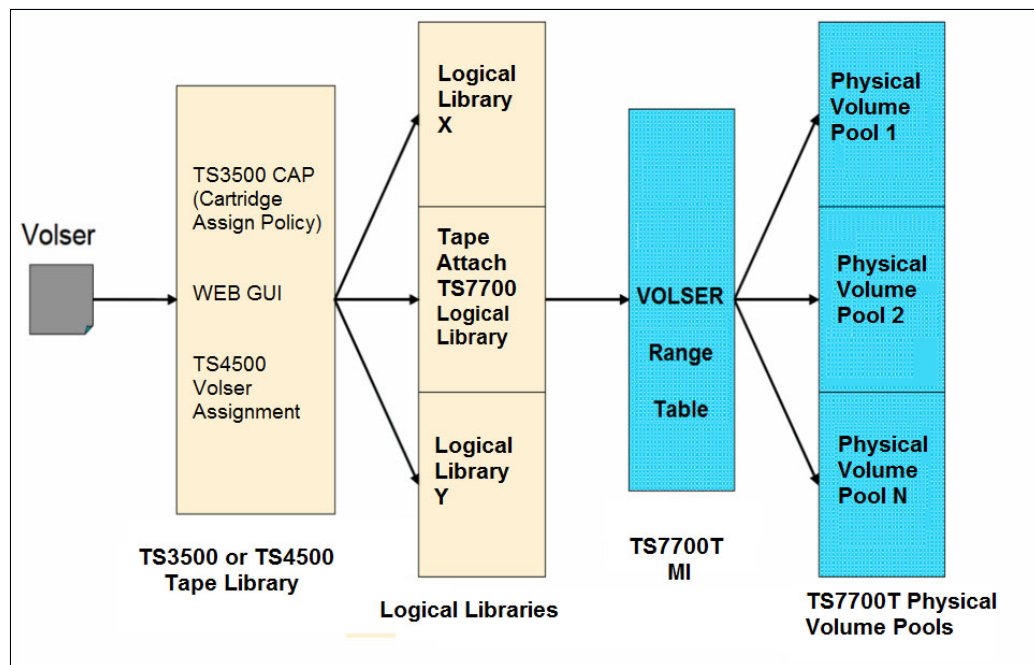 Volser
TS3500 CAP
(Cartridge
Assign Policy)
WEB GUI
TS4500
Volser
Assignment
TS3500 or TS4500
Tape Library
Logical
Library
X
Tape
Attach
TS7700
Logical
Library
Logical
Library
Y
Logical Libraries
VOLSER
Range
Table
TS7700T
MI
Physical
Volume
Pool 1
Physical
Volume
Pool 2
Physical
Volume
Pool N
TS7700T Physical
Volume Pools